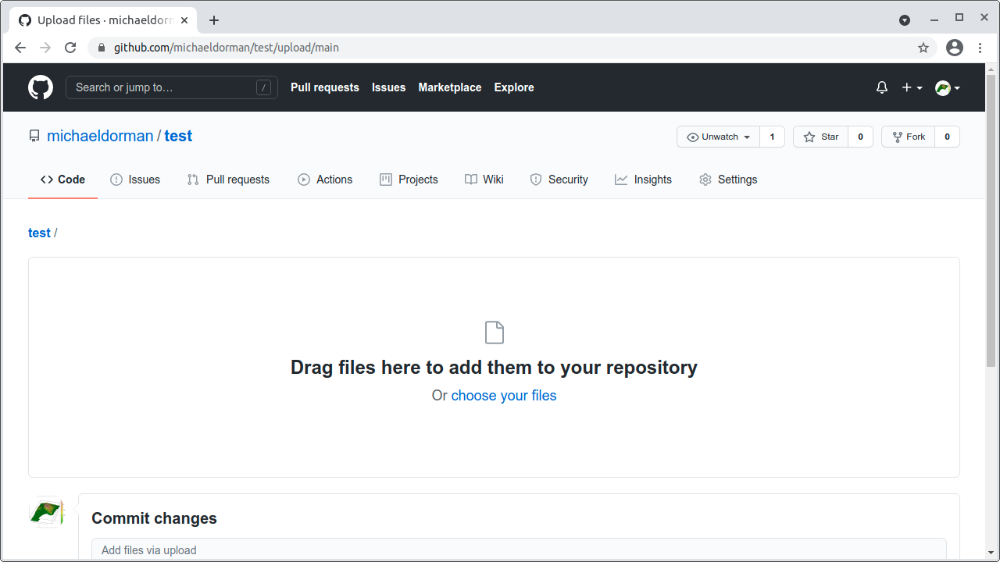 Upload files · michaeldorm
github.com/michaeldorman/test/upload/main
Search or jump to… /
Pull requests Issues Marketplace Explore
michaeldorman / test
Unwatch 1 Star 0 Fork 0
Code Issues Pull requests Actions Projects Wiki Security Insights Settings
test /
Drag files here to add them to your repository
Or choose your files
Commit changes
Add files via upload